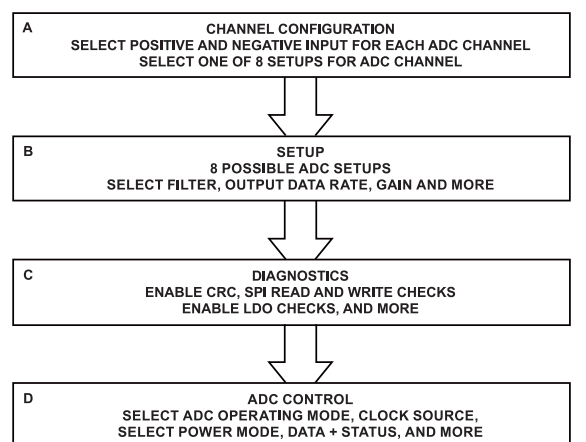 A
CHANNEL CONFIGURATION
SELECT POSITIVE AND NEGATIVE INPUT FOR EACH ADC CHANNEL
SELECT ONE OF 8 SETUPS FOR ADC CHANNEL
B
SETUP
8 POSSIBLE ADC SETUPS
SELECT FILTER, OUTPUT DATA RATE, GAIN AND MORE
C
DIAGNOSTICS
ENABLE CRC, SPI READ AND WRITE CHECKS
ENABLE LDO CHECKS, AND MORE
D
ADC CONTROL
SELECT ADC OPERATING MODE, CLOCK SOURCE,
SELECT POWER MODE, DATA + STATUS, AND MORE